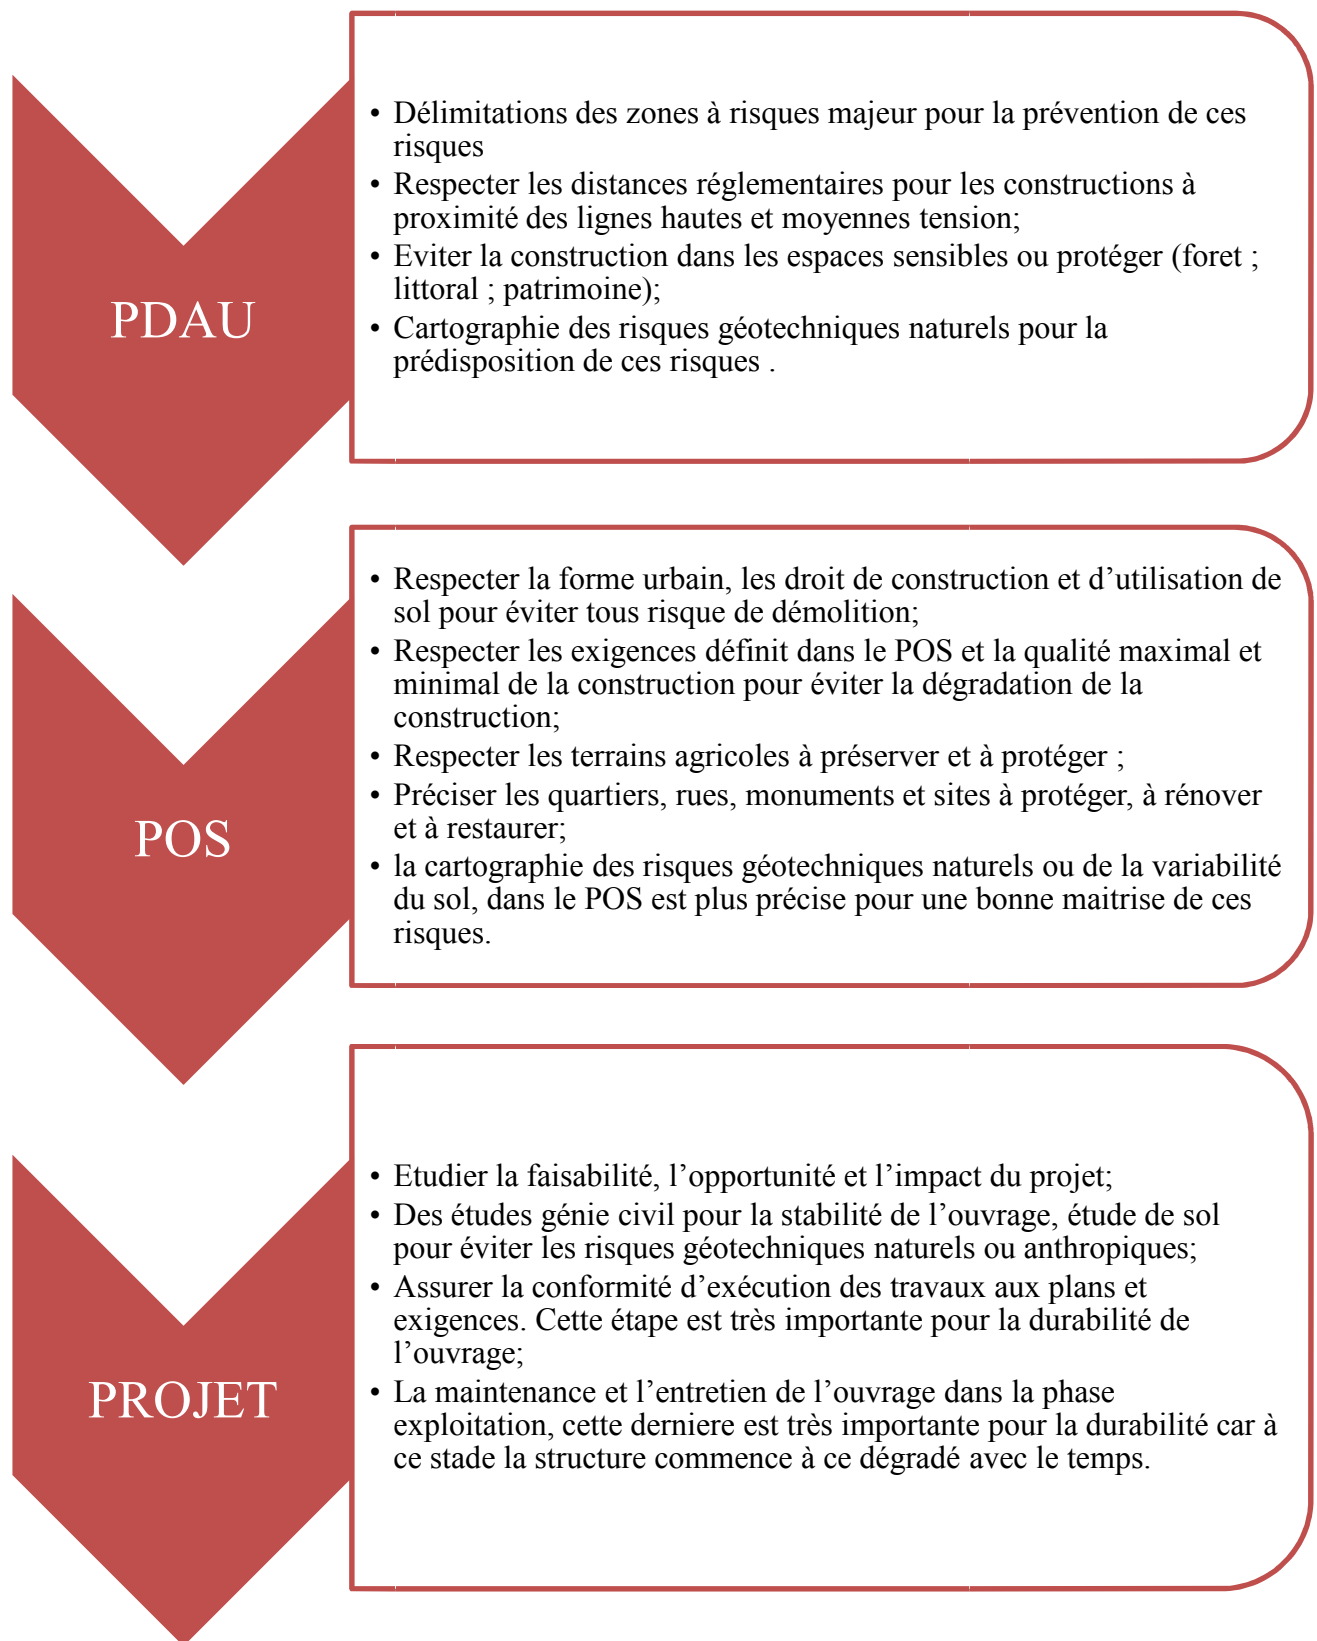 PDAU
• Délimitations des zones à risques majeur pour la prévention de ces
risques
• Respecter les distances réglementaires pour les constructions à
proximité des lignes hautes et moyennes tension;
• Eviter la construction dans les espaces sensibles ou protéger (foret ;
littoral ; patrimoine);
• Cartographie des risques géotechniques naturels pour la
prédisposition de ces risques .
POS
• Respecter la forme urbain, les droit de construction et d’utilisation de
sol pour éviter tous risque de démolition;
• Respecter les exigences définit dans le POS et la qualité maximal et
minimal de la construction pour éviter la dégradation de la
construction;
• Respecter les terrains agricoles à préserver et à protéger ;
• Préciser les quartiers, rues, monuments et sites à protéger, à rénover
et à restaurer;
• la cartographie des risques géotechniques naturels ou de la variabilité
du sol, dans le POS est plus précise pour une bonne maitrise de ces
risques.
PROJET
• Etudier la faisabilité, l’opportunité et l’impact du projet;
• Des études génie civil pour la stabilité de l’ouvrage, étude de sol
pour éviter les risques géotechniques naturels ou anthropiques;
• Assurer la conformité d’exécution des travaux aux plans et
exigences. Cette étape est très importante pour la durabilité de
l’ouvrage;
• La maintenance et l’entretien de l’ouvrage dans la phase
exploitation, cette derniere est très importante pour la durabilité car à
ce stade la structure commence à ce dégradé avec le temps.